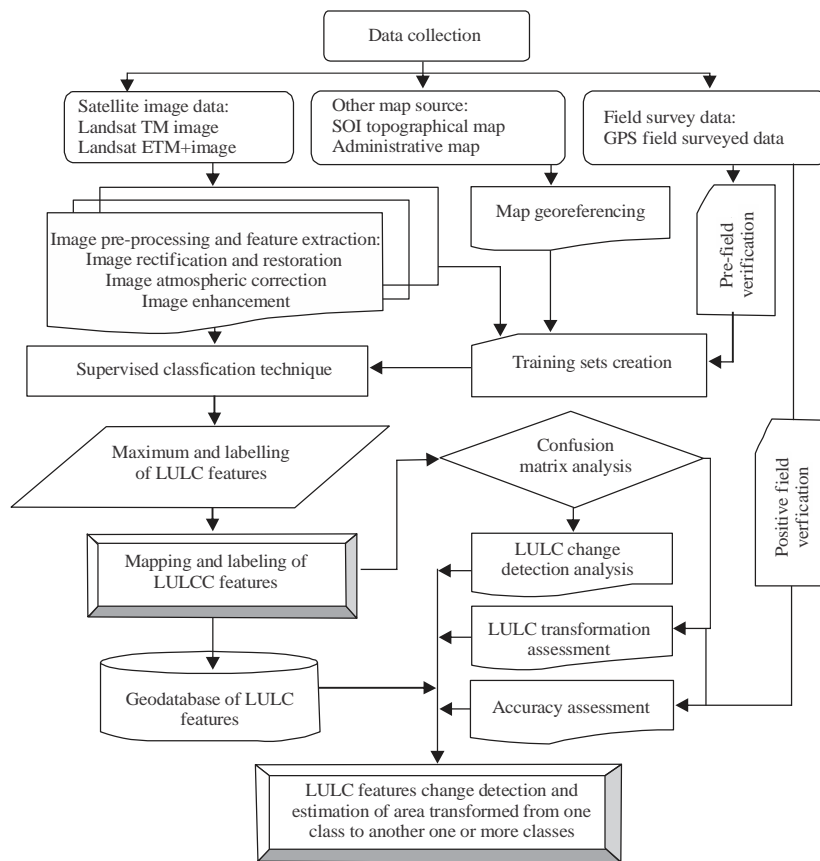 Data collection
Satellite image data:
Landsat TM image
Landsat ETM+image
Other map source:
SOI topographical map
Administrative map
Field survey data:
GPS field surveyed data
Image pre-processing and feature extraction:
Image rectification and restoration
Image atmospheric correction
Image enhancement
Map georeferencing
Pre-field
verification
Supervised classfication technique
Training sets creation
Maximum and labelling
of LULC features
Confusion
matrix analysis
Positive field
verfication
Mapping and labeling of
LULCC features
LULC change
detection analysis
LULC transformation
assessment
Geodatabase of LULC
features
Accuracy assessment
LULC features change detection and
estimation of area transformed from one
class to another one or more classes